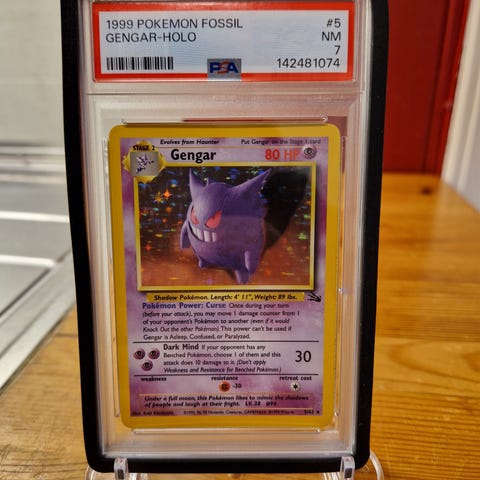 1999 POKEMON FOSSIL #5
GENGAR-HOLO NM
7
PSA 142481074
STAGE 2 Evolves from Haunter Put Gengar on the Stage 1 card
Gengar 80 HP
Shadow Pokémon. Length: 4' 11", Weight: 89 lbs.
Pokémon Power: Curse Once during your turn
(before your attack), you may move 1 damage counter from 1
of your opponent's Pokémon to another (even if it would
Knock Out the other Pokémon). This power can't be used if
Gengar is Asleep, Confused, or Paralyzed.
Dark Mind If your opponent has any
Benched Pokémon, choose 1 of them and this
attack does 10 damage to it. (Don't apply
Weakness and Resistance for Benched Pokémon.)
30
weakness resistance retreat cost
-30
Under a full moon, this Pokémon likes to mimic the shadows
of people and laugh at their fright. LV. 38 #94
5/62